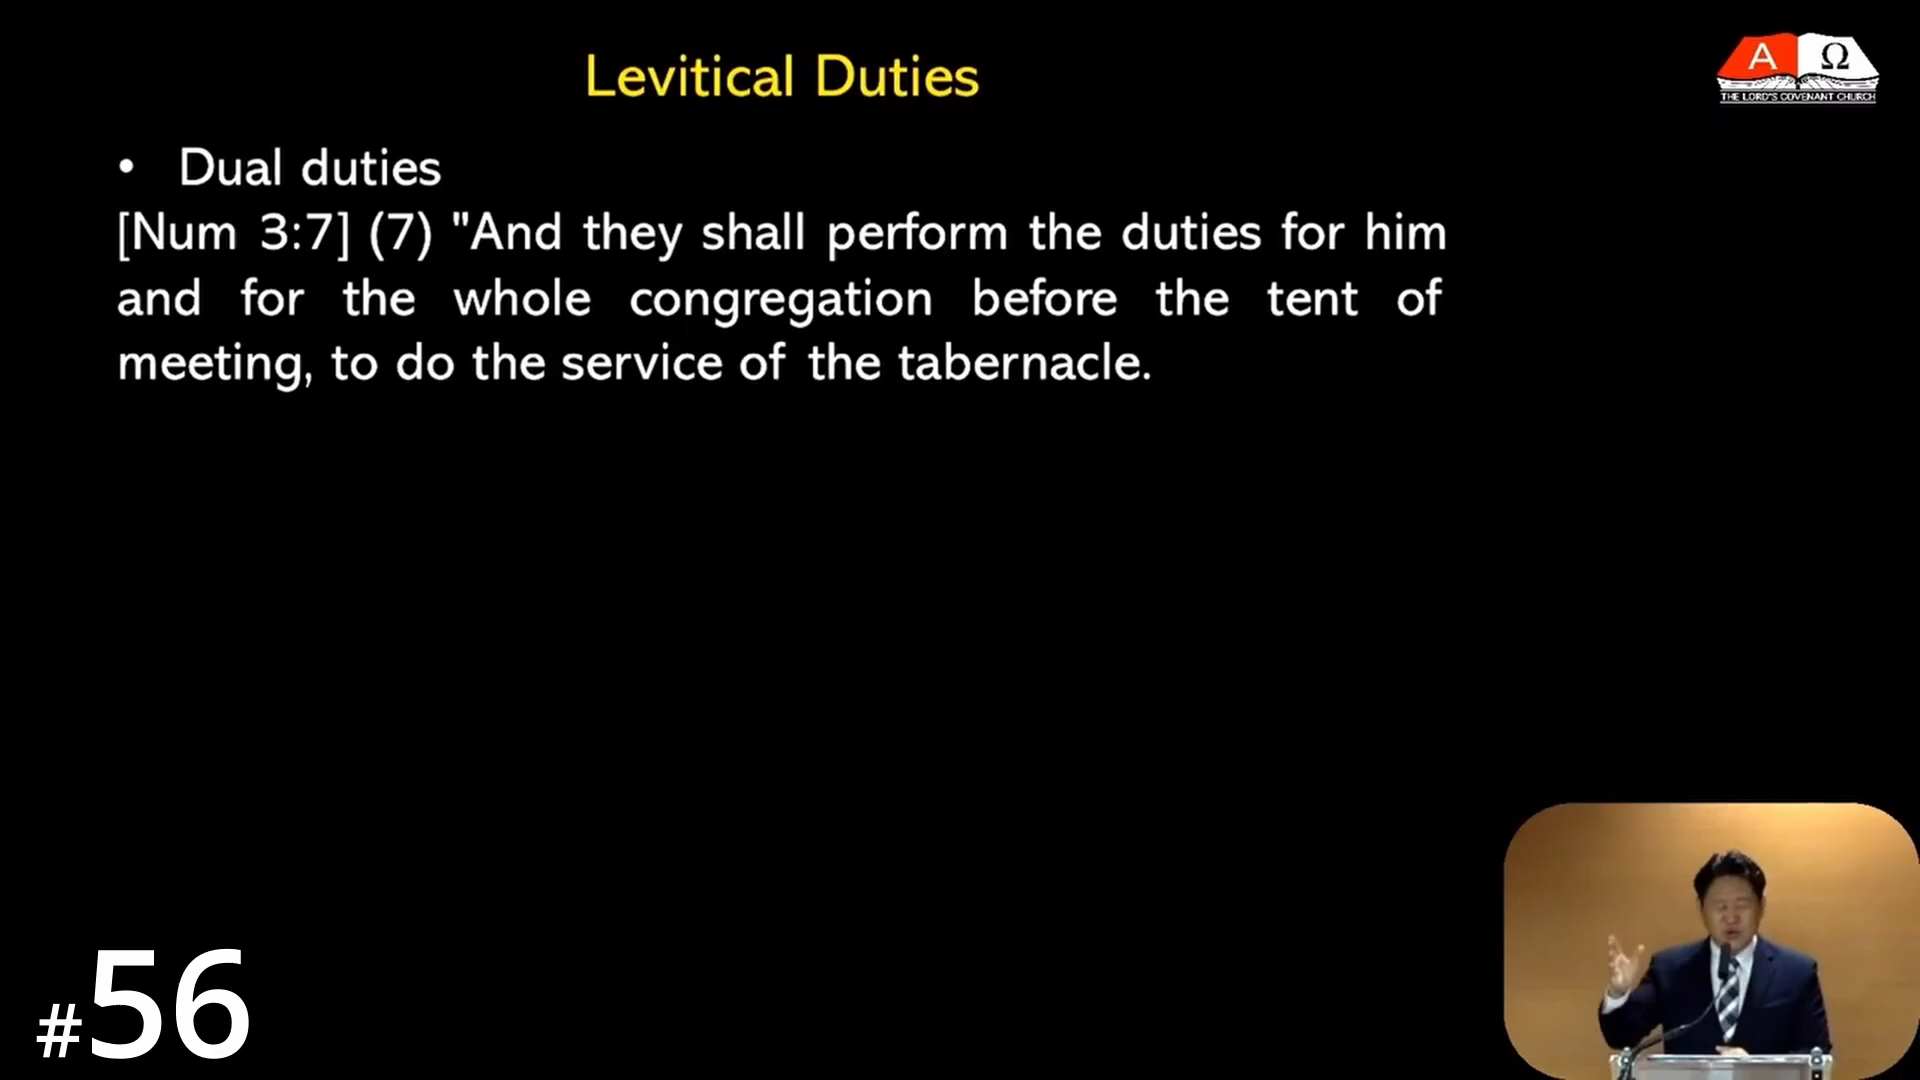 Levitical Duties
A Ω
THE LORD'S COVENANT CHURCH
• Dual duties
[Num 3:7] (7) "And they shall perform the duties for him
and for the whole congregation before the tent of
meeting, to do the service of the tabernacle.
#56